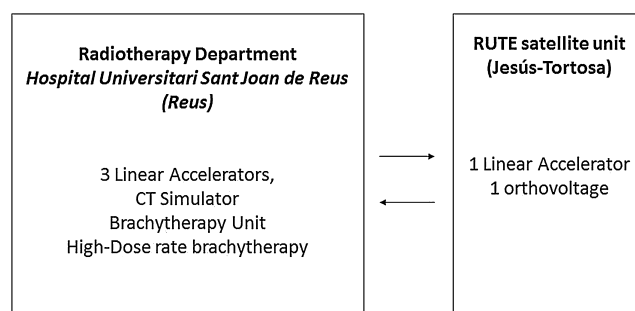 Radiotherapy Department
Hospital Universitari Sant Joan de Reus
(Reus)
3 Linear Accelerators,
CT Simulator
Brachytherapy Unit
High-Dose rate brachytherapy
RUTE satellite unit
(Jesús-Tortosa)
1 Linear Accelerator
1 orthovoltage